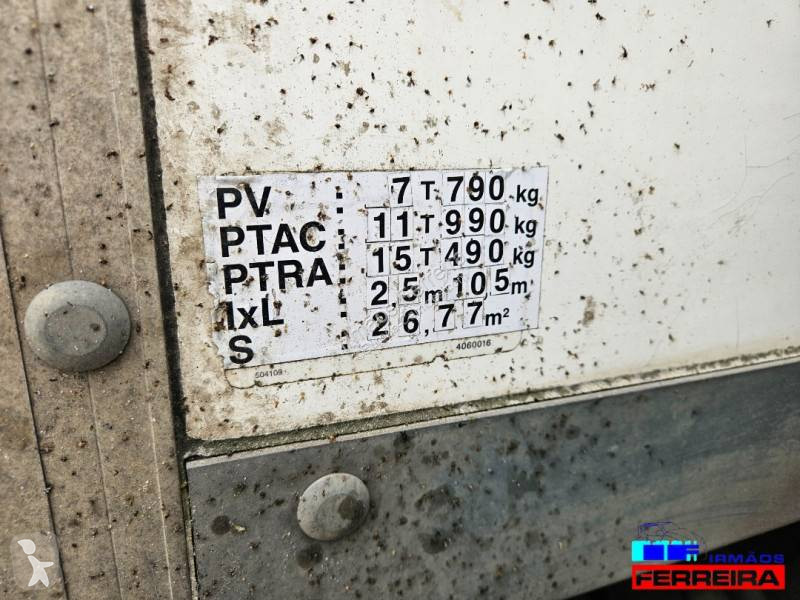 PV : 7 T 790 kg
PTAC : 11 T 990 kg
PTRA : 15 T 490 kg
IxL : 2,5 m 10,5 m
S : 26,77 m²
504109 4060016
IRMÃOS
FERREIRA